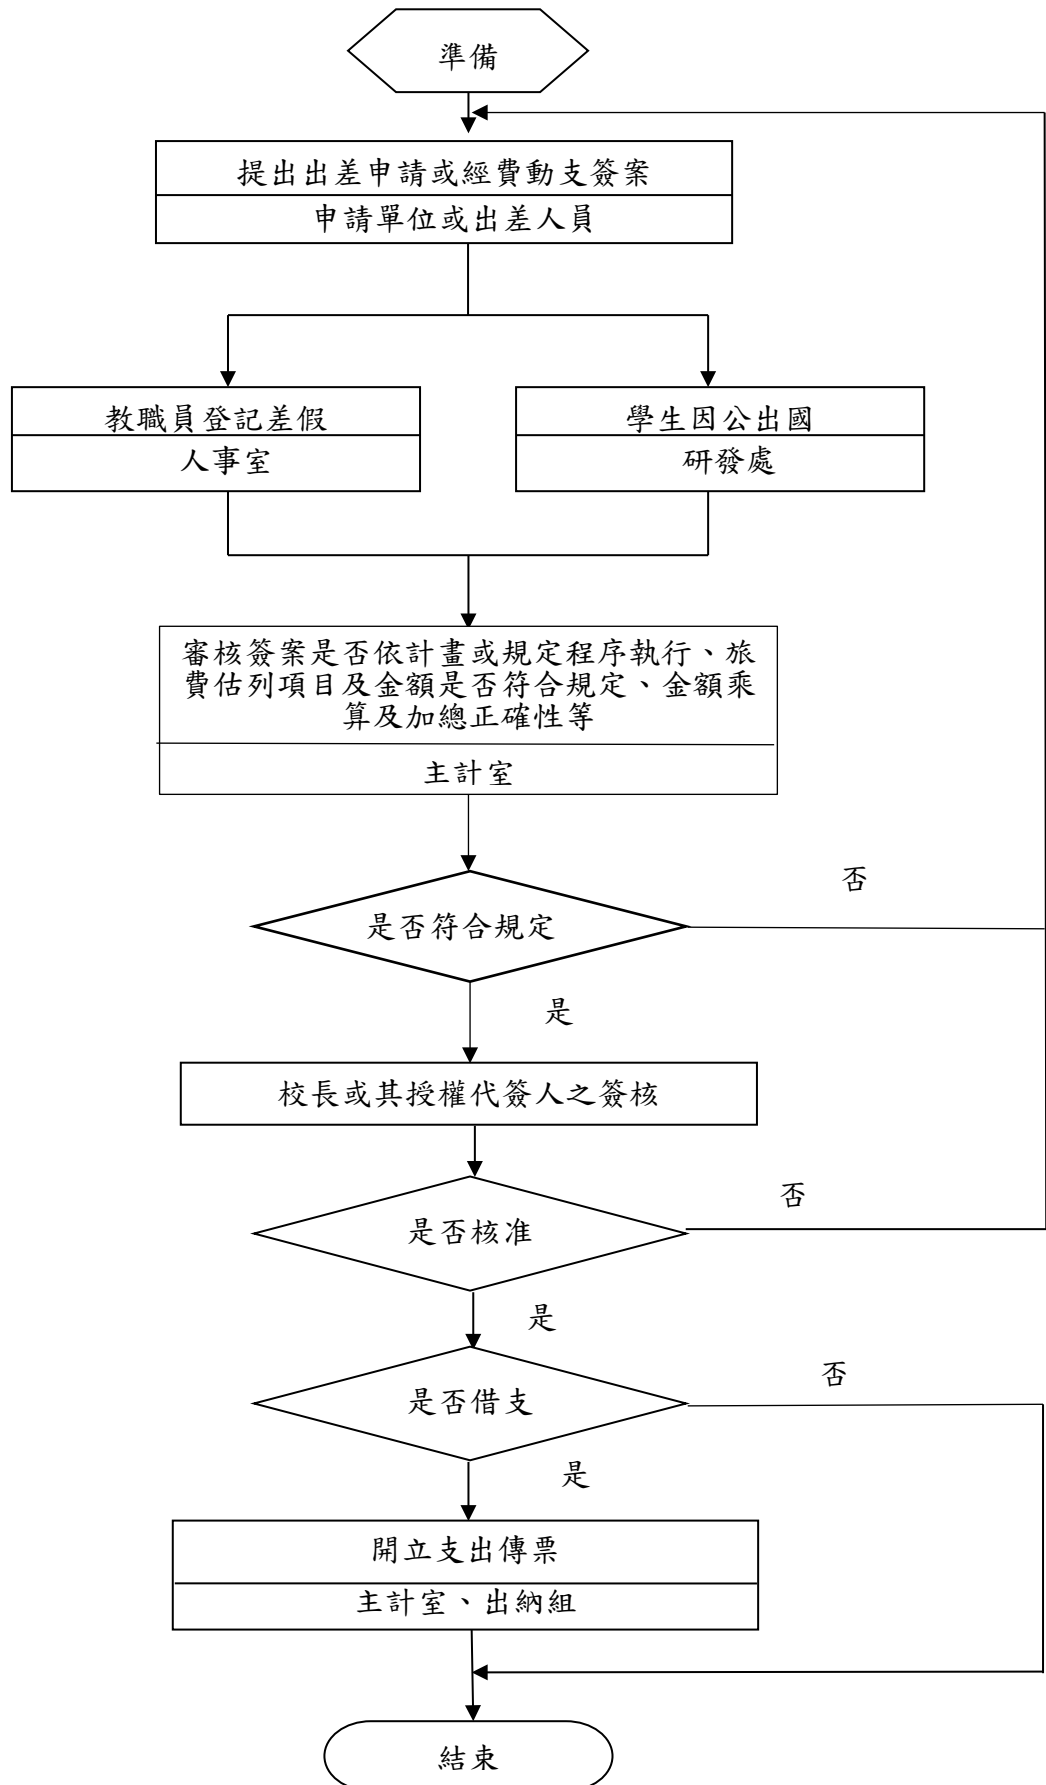 準備
提出出差申請或經費動支簽案
申請單位或出差人員
教職員登記差假
人事室
學生因公出國
研發處
審核簽案是否依計畫或規定程序執行、旅
費估列項目及金額是否符合規定、金額乘
算及加總正確性等
主計室
否
是否符合規定
是
校長或其授權代簽人之簽核
否
是否核准
是
否
是否借支
是
開立支出傳票
主計室、出納組
結束